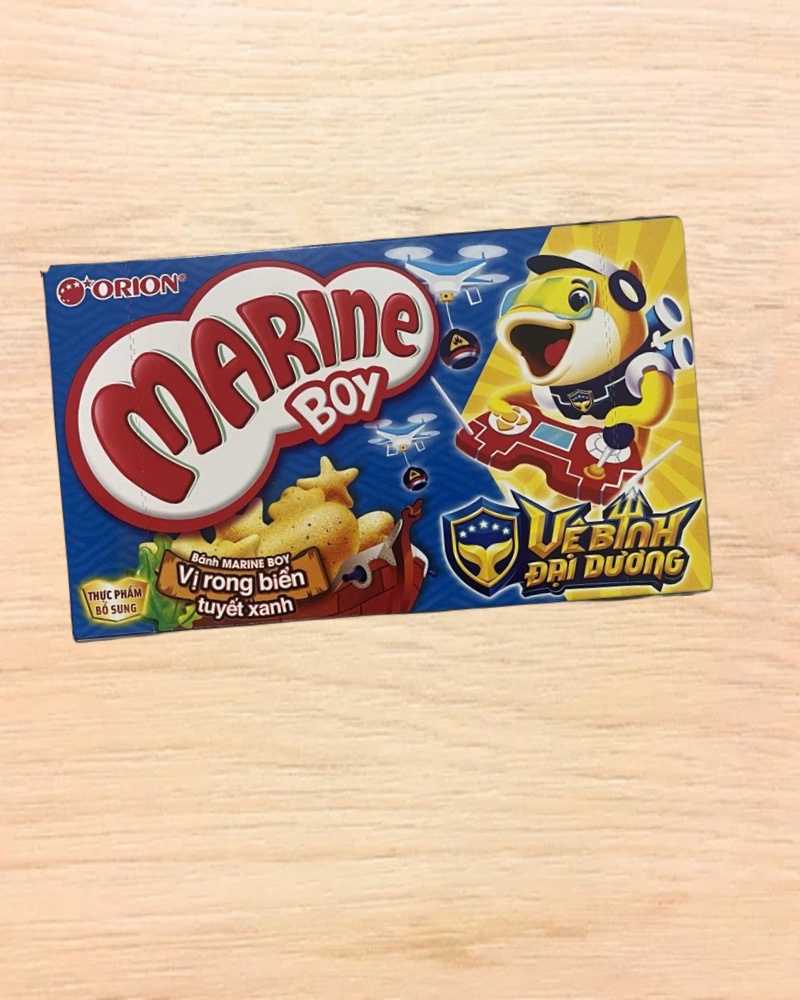 ORION®
MARINE
BOY
Bánh MARINE BOY
Vị rong biển
tuyết xanh
THỰC PHẨM
BỔ SUNG
VỆ BINH
ĐẠI DƯƠNG